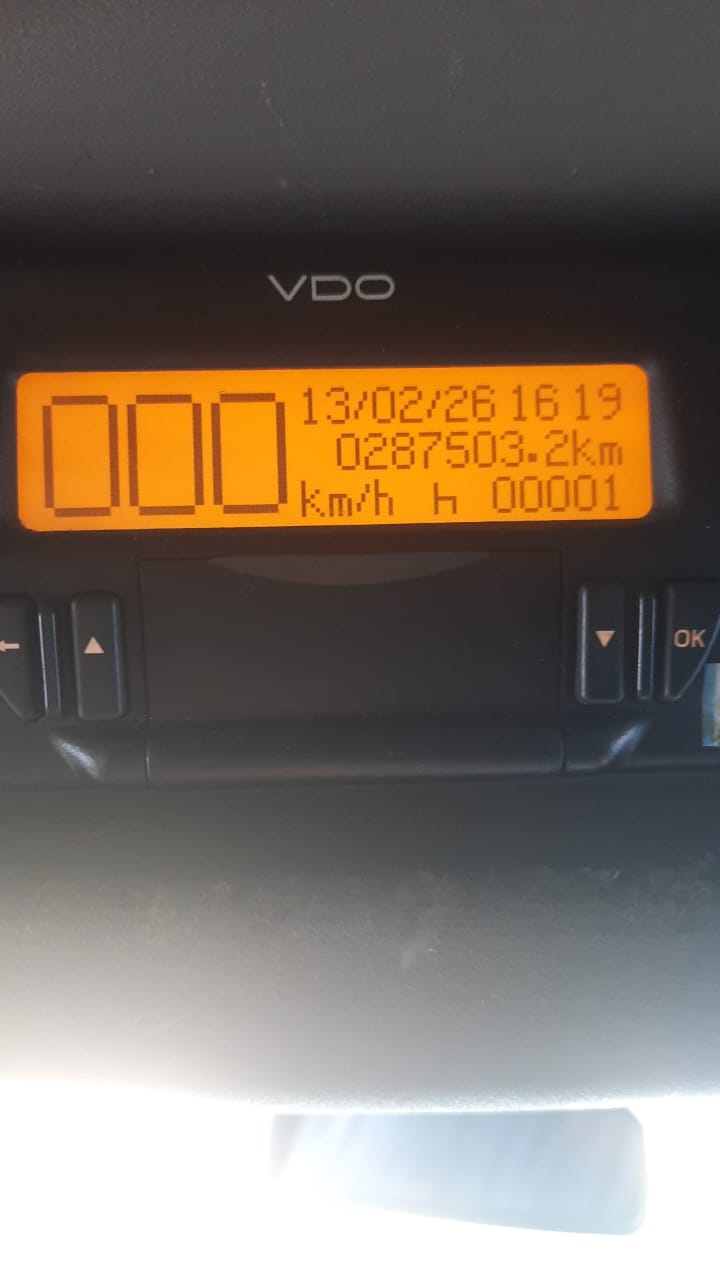 VDO
000 13/02/26 16 19
0287503.2km
km/h h 00001
OK